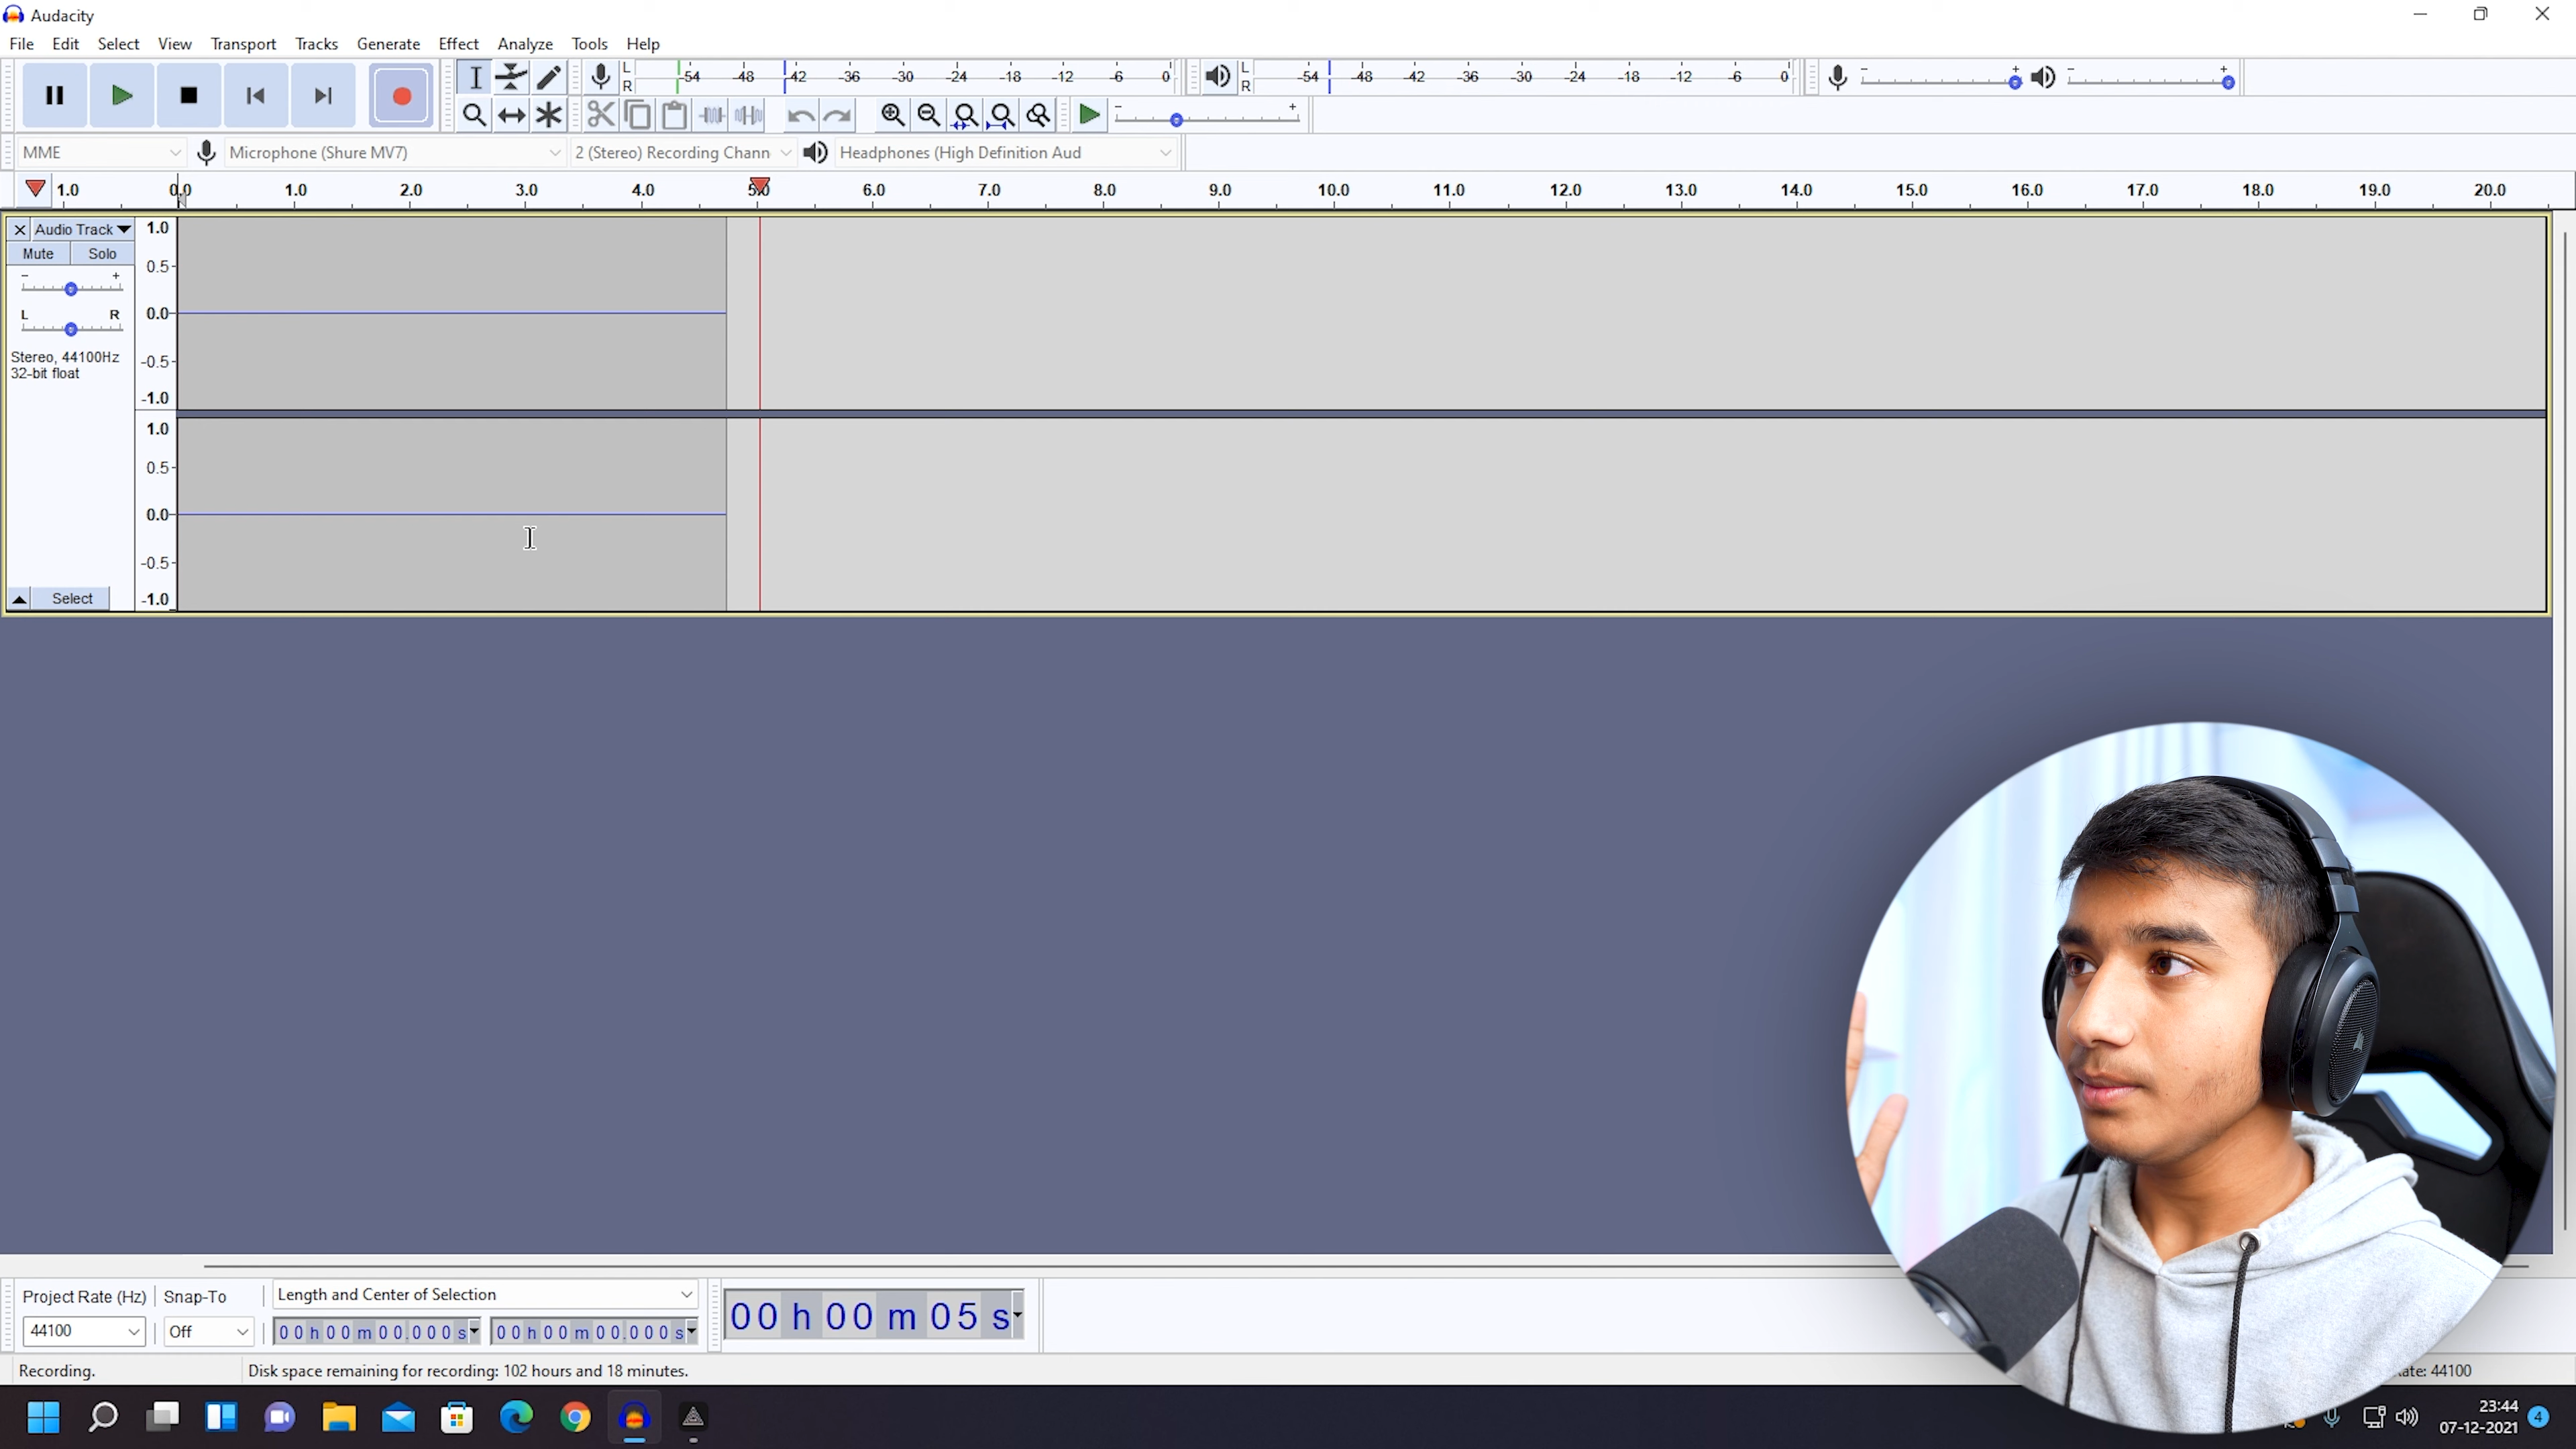 Audacity
File Edit Select View Transport Tracks Generate Effect Analyze Tools Help
L -54 -48 -42 -36 -30 -24 -18 -12 -6 0 L -54 -48 -42 -36 -30 -24 -18 -12 -6 0 - + - +
R R
- +
MME Microphone (Shure MV7) 2 (Stereo) Recording Chann Headphones (High Definition Aud
1.0 0.0 1.0 2.0 3.0 4.0 5.0 6.0 7.0 8.0 9.0 10.0 11.0 12.0 13.0 14.0 15.0 16.0 17.0 18.0 19.0 20.0
Audio Track 1.0
Mute Solo
- + 0.5
L R 0.0
Stereo, 44100Hz -0.5
32-bit float
-1.0
1.0
0.5
0.0
-0.5
Select -1.0
Project Rate (Hz) Snap-To Length and Center of Selection
44100 Off 00 h 00 m 00.000 s 00 h 00 m 00.000 s 00 h 00 m 05 s
Recording. Disk space remaining for recording: 102 hours and 18 minutes. 44100
23:44
07-12-2021 4